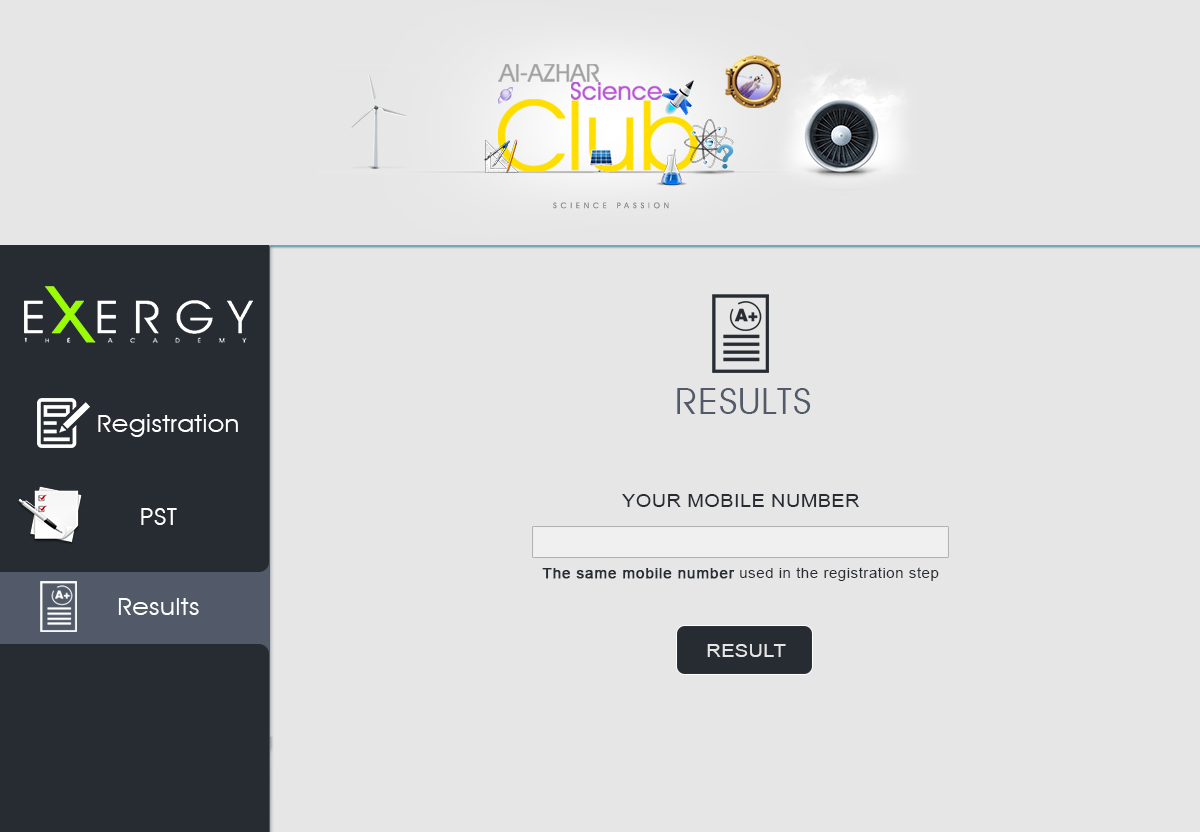 Al-AZHAR
Science
Club
?
SCIENCE PASSION
EXERGY
THE ACADEMY
Registration
PST
A+
Results
A+
RESULTS
YOUR MOBILE NUMBER
The same mobile number used in the registration step
RESULT